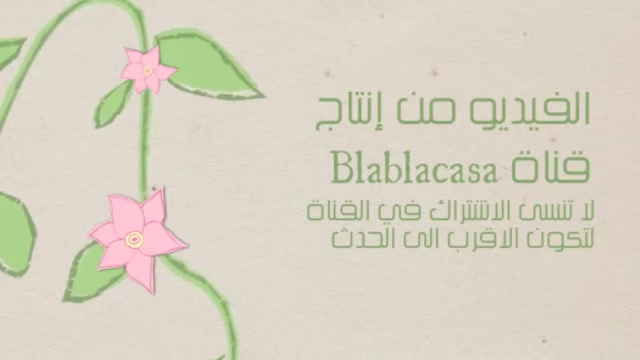 الفيديو من إنتاج
قناة Blablacasa
لا تنسى الاشتراك في القناة
لتكون الاقرب الى الحدث